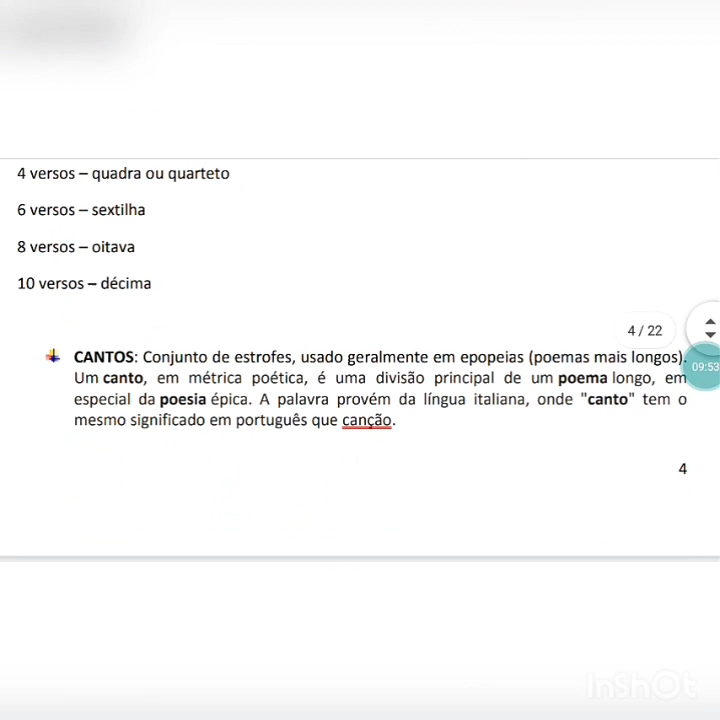 4 versos – quadra ou quarteto
6 versos – sextilha
8 versos – oitava
10 versos – décima
4 / 22
CANTOS: Conjunto de estrofes, usado geralmente em epopeias (poemas mais longos).
09:53
Um canto, em métrica poética, é uma divisão principal de um poema longo, em
especial da poesia épica. A palavra provém da língua italiana, onde "canto" tem o
mesmo significado em português que canção.
4
InShOt